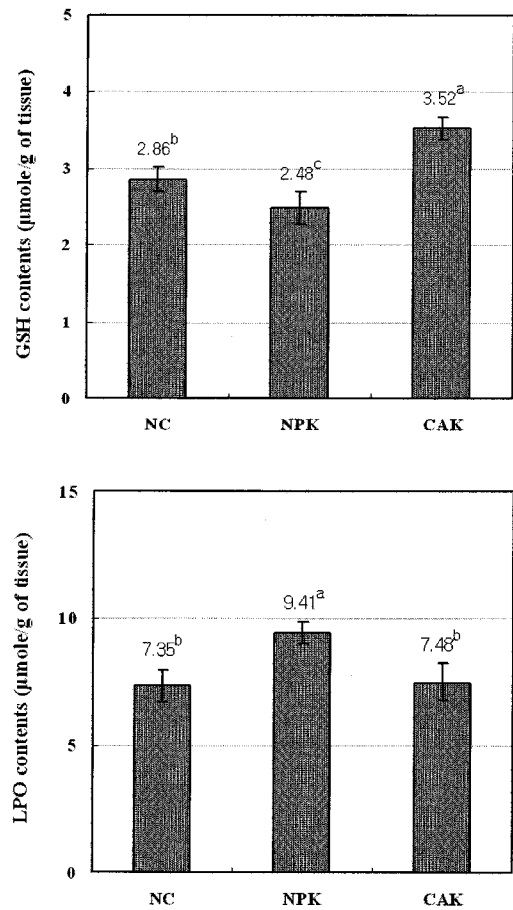 GSH contents (µmole/g of tissue)
5
4
3
2
1
0
2.86b
2.48c
3.52a
NC NPK CAK
LPO contents (µmole/g of tissue)
15
10
5
0
7.35b
9.41a
7.48b
NC NPK CAK